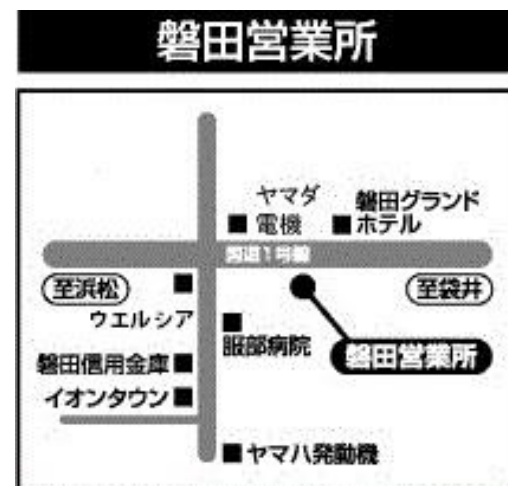 磐田営業所
ヤマダ
電機
磐田グランド
ホテル
国道1号線
至浜松
至袋井
ウエルシア
服部病院
磐田営業所
磐田信用金庫
イオンタウン
ヤマハ発動機